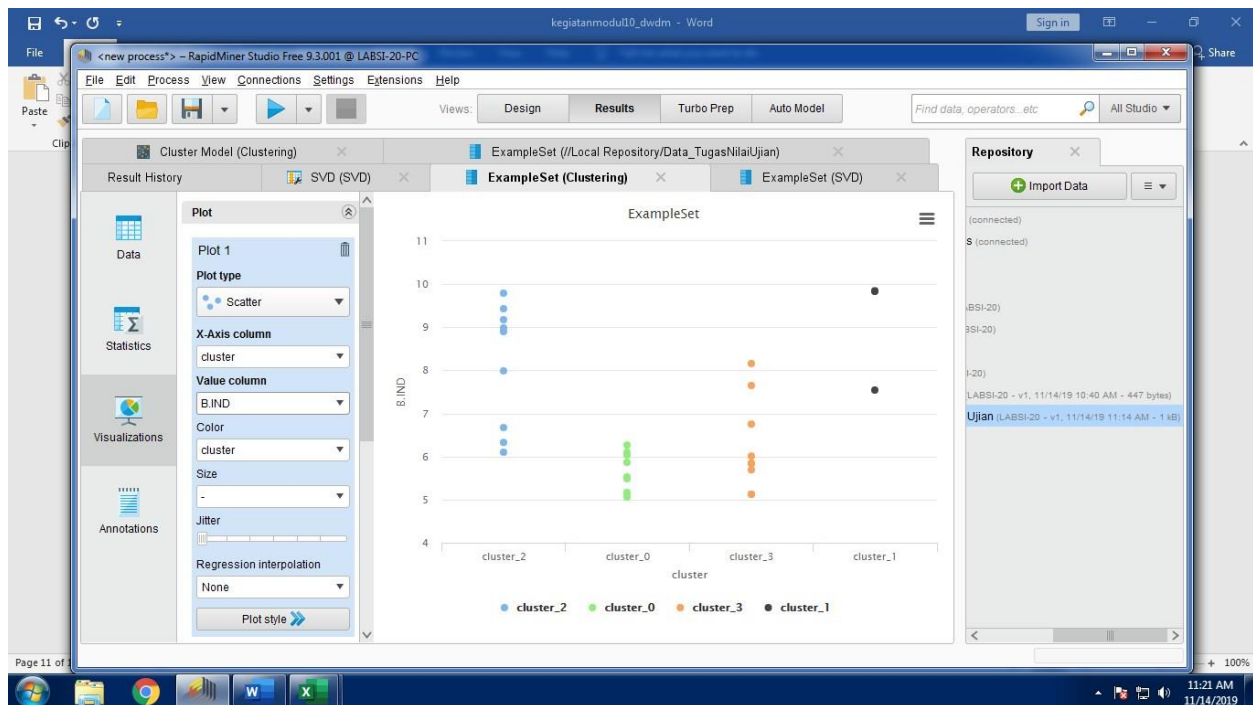 kegiatanmodul10_dwdm - Word
Sign in
File
Share
Paste
Clip
<new process*> – RapidMiner Studio Free 9.3.001 @ LABSI-20-PC
File Edit Process View Connections Settings Extensions Help
Views: Design Results Turbo Prep Auto Model
Find data, operators...etc
All Studio
Cluster Model (Clustering)
ExampleSet (//Local Repository/Data_TugasNilaiUjian)
Result History
SVD (SVD)
ExampleSet (Clustering)
ExampleSet (SVD)
Data
Statistics
Visualizations
Annotations
Plot
Plot 1
Plot type
Scatter
X-Axis column
cluster
Value column
B.IND
Color
cluster
Size
-
Jitter
Regression interpolation
None
Plot style
ExampleSet
11
10
9
8
7
6
5
4
B.IND
cluster_2 cluster_0 cluster_3 cluster_1
cluster
cluster_2 cluster_0 cluster_3 cluster_1
Repository
Import Data
(connected)
s (connected)
BSI-20)
BSI-20)
I-20)
LABSI-20 - v1, 11/14/19 10:40 AM - 447 bytes)
Ujian (LABSI-20 - v1, 11/14/19 11:14 AM - 1 kB)
Page 11 of
100%
11:21 AM
11/14/2019